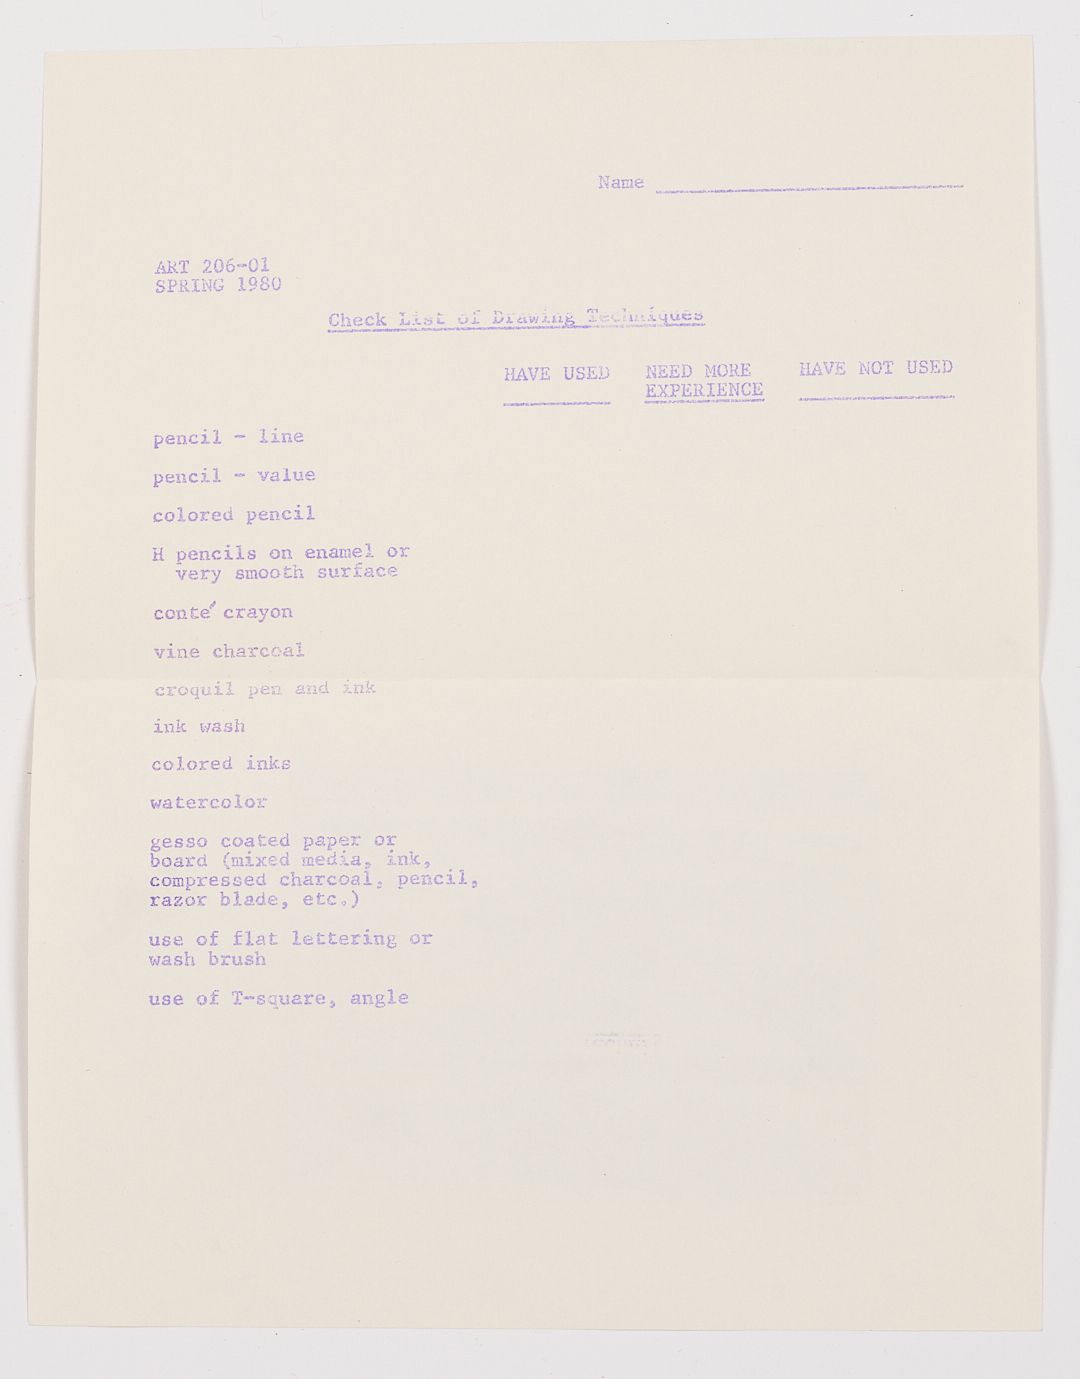 Name
ART 206-01
SPRING 1980
Check List of Drawing Techniques
HAVE USED NEED MORE EXPERIENCE HAVE NOT USED
pencil - line
pencil - value
colored pencil
H pencils on enamel or
very smooth surface
conte´ crayon
vine charcoal
croquil pen and ink
ink wash
colored inks
watercolor
gesso coated paper or
board (mixed media, ink,
compressed charcoal, pencil,
razor blade, etc.)
use of flat lettering or
wash brush
use of T-square, angle